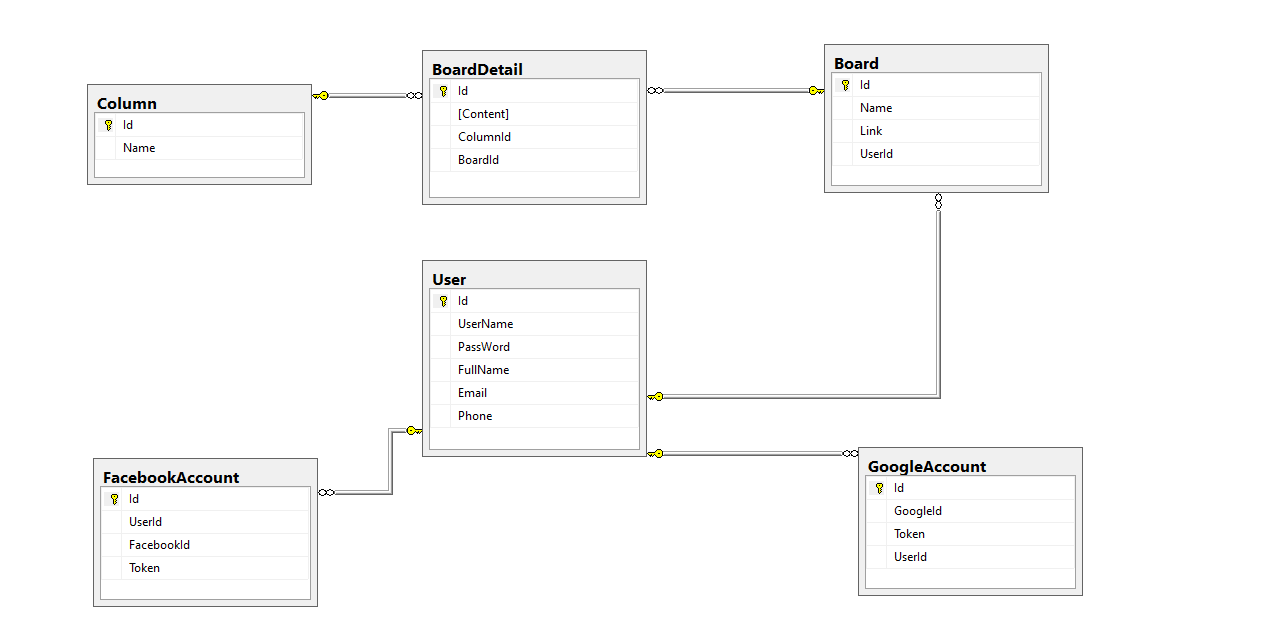 Column
Id
Name
BoardDetail
Id
[Content]
ColumnId
BoardId
Board
Id
Name
Link
UserId
User
Id
UserName
PassWord
FullName
Email
Phone
FacebookAccount
Id
UserId
FacebookId
Token
GoogleAccount
Id
GoogleId
Token
UserId